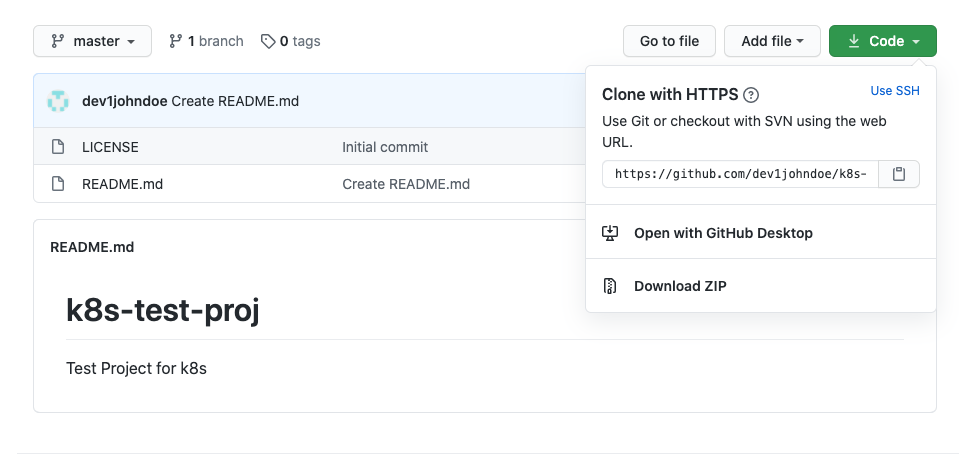 master 1 branch 0 tags Go to file Add file Code
dev1johndoe Create README.md
LICENSE Initial commit
README.md Create README.md
Clone with HTTPS ? Use SSH
Use Git or checkout with SVN using the web
URL.
https://github.com/dev1johndoe/k8s-
Open with GitHub Desktop
Download ZIP
README.md
k8s-test-proj
Test Project for k8s